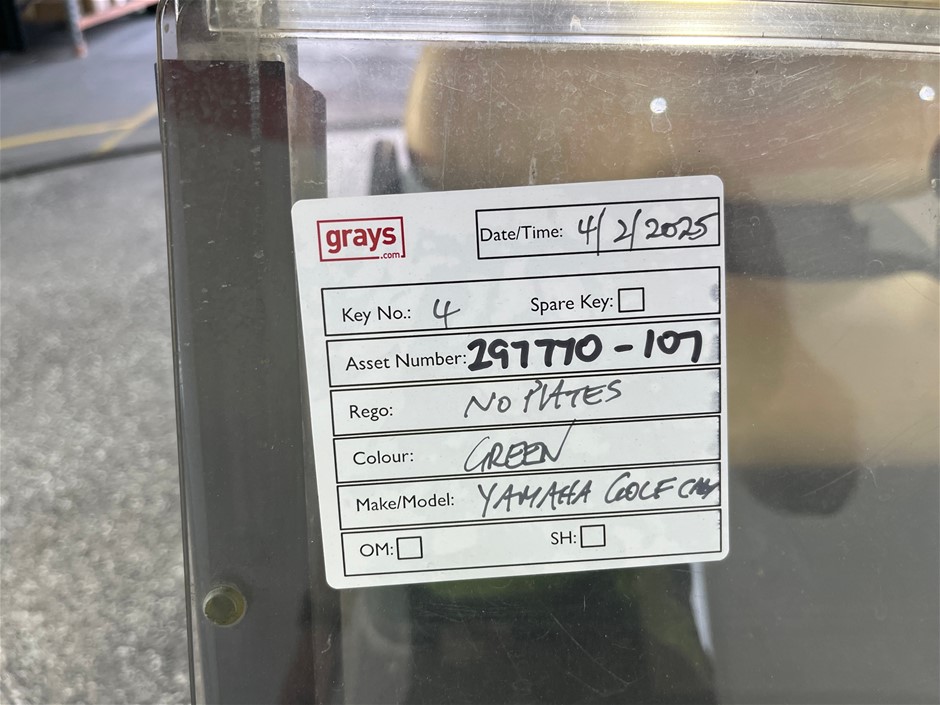 grays
.com
Date/Time: 4/2/2025
Key No.: 4 Spare Key:
Asset Number: 297770-107
Rego: NO PLATES
Colour: GREEN
Make/Model: YAMAHA GOLF
OM: SH: